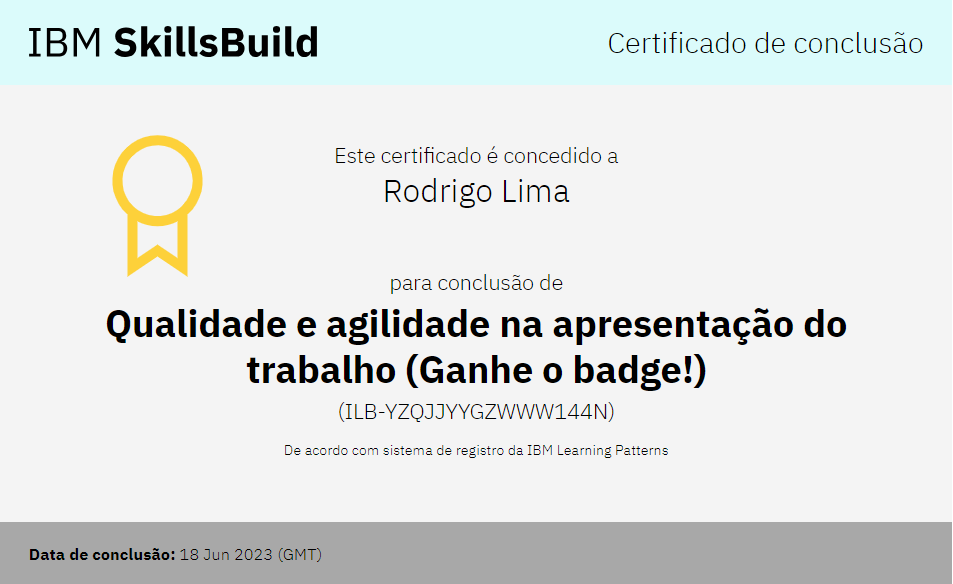 IBM SkillsBuild
Certificado de conclusão
Este certificado é concedido a
Rodrigo Lima
para conclusão de
Qualidade e agilidade na apresentação do
trabalho (Ganhe o badge!)
(ILB-YZQJJYYGZWWW144N)
De acordo com sistema de registro da IBM Learning Patterns
Data de conclusão: 18 Jun 2023 (GMT)